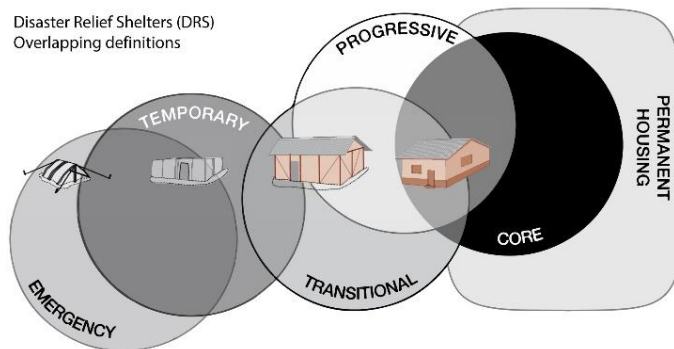 Disaster Relief Shelters (DRS)
Overlapping definitions
EMERGENCY
TEMPORARY
TRANSITIONAL
PROGRESSIVE
CORE
PERMANENT
HOUSING